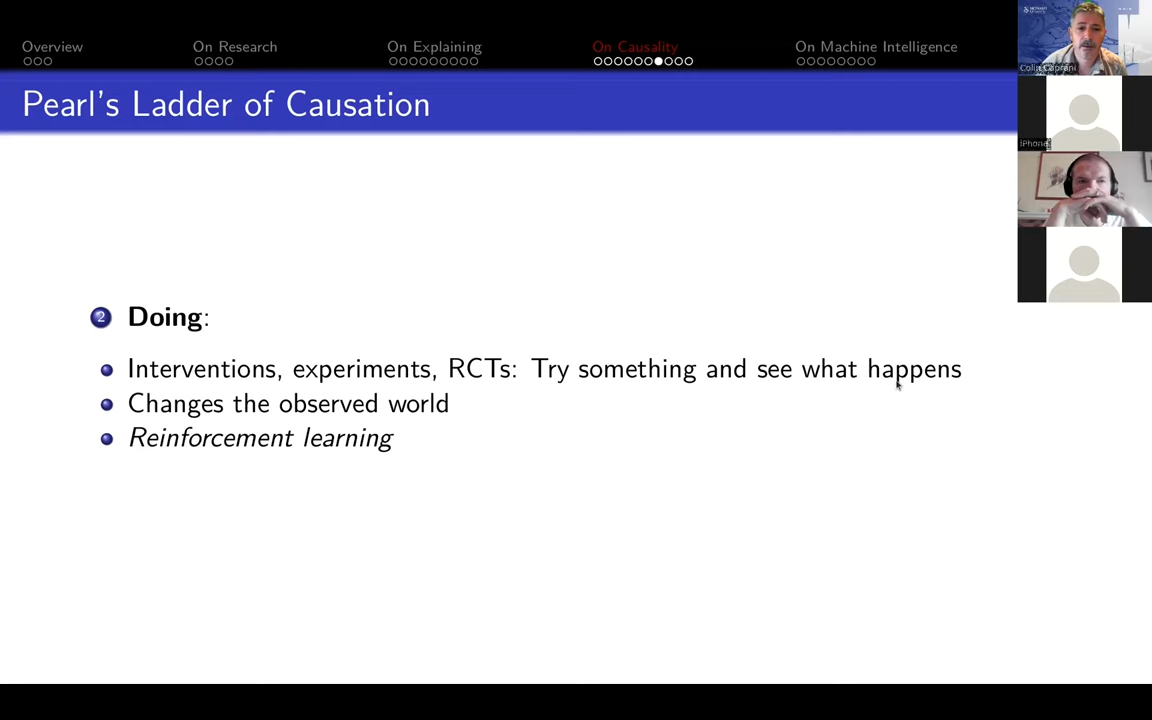 Overview On Research On Explaining On Causality On Machine Intelligence
Pearl's Ladder of Causation
2 Doing:
Interventions, experiments, RCTs: Try something and see what happens
Changes the observed world
Reinforcement learning
Colin Caprani
iPhone